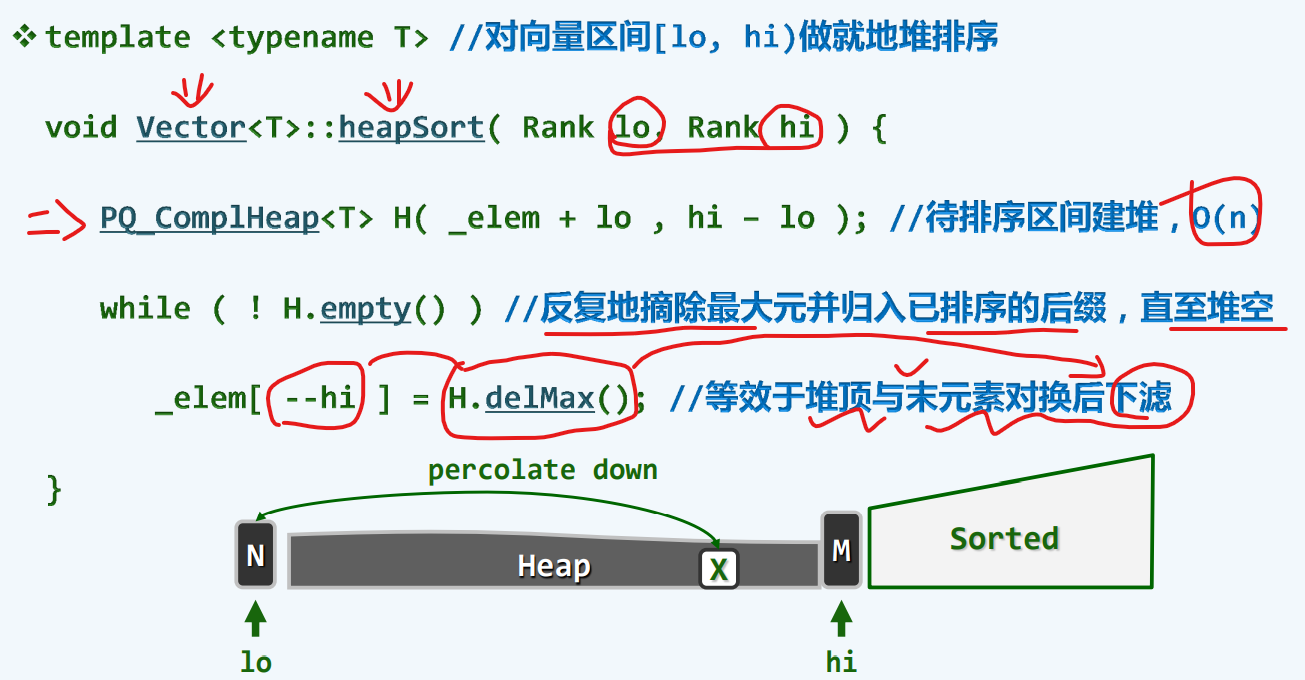 ❖ template <typename T> //对向量区间[lo, hi)做就地堆排序
void Vector<T>::heapSort( Rank lo, Rank hi ) {
PQ_ComplHeap<T> H( _elem + lo , hi - lo ); //待排序区间建堆，O(n)
while ( ! H.empty() ) //反复地摘除最大元并归入已排序的后缀，直至堆空
_elem[ --hi ] = H.delMax(); //等效于堆顶与末元素对换后下滤
}
percolate down
N Heap X M Sorted
lo hi